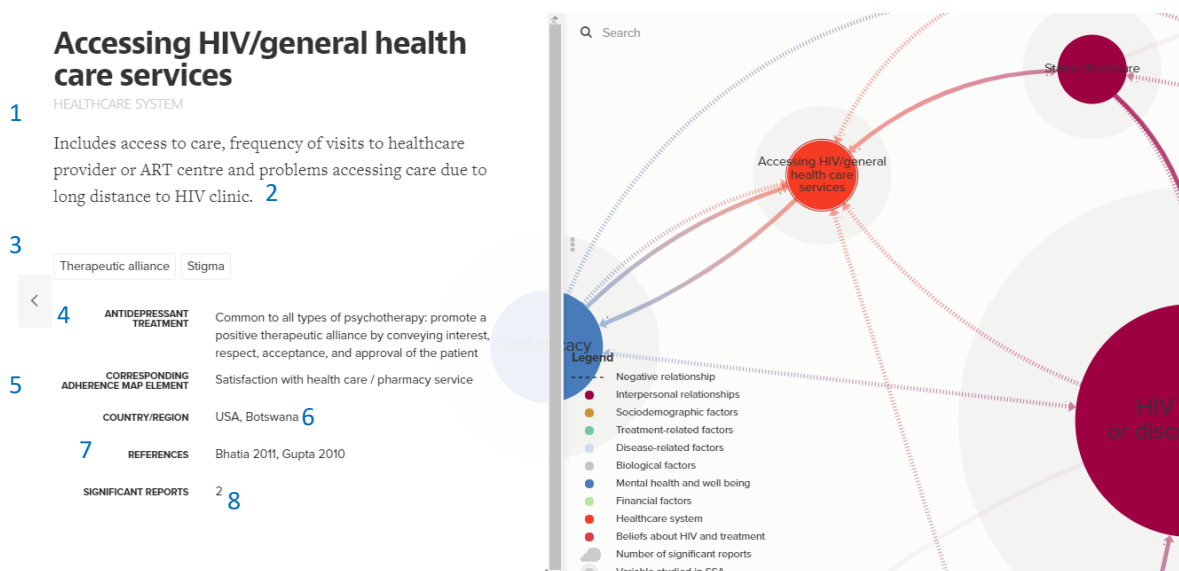 Accessing HIV/general health
care services
HEALTHCARE SYSTEM
1
Includes access to care, frequency of visits to healthcare
provider or ART centre and problems accessing care due to
long distance to HIV clinic. 2
3
Therapeutic alliance Stigma
4 ANTIDEPRESSANT
TREATMENT
Common to all types of psychotherapy: promote a
positive therapeutic alliance by conveying interest,
respect, acceptance, and approval of the patient
5 CORRESPONDING
ADHERENCE MAP ELEMENT
Satisfaction with health care / pharmacy service
COUNTRY/REGION USA, Botswana 6
7 REFERENCES Bhatia 2011, Gupta 2010
SIGNIFICANT REPORTS 2 8
Search
Status disclosure
Accessing HIV/general
health care
services
Self-efficacy
HIV
or discr
Legend
Negative relationship
Interpersonal relationships
Sociodemographic factors
Treatment-related factors
Disease-related factors
Biological factors
Mental health and well being
Financial factors
Healthcare system
Beliefs about HIV and treatment
Number of significant reports
Variable studied in SSA